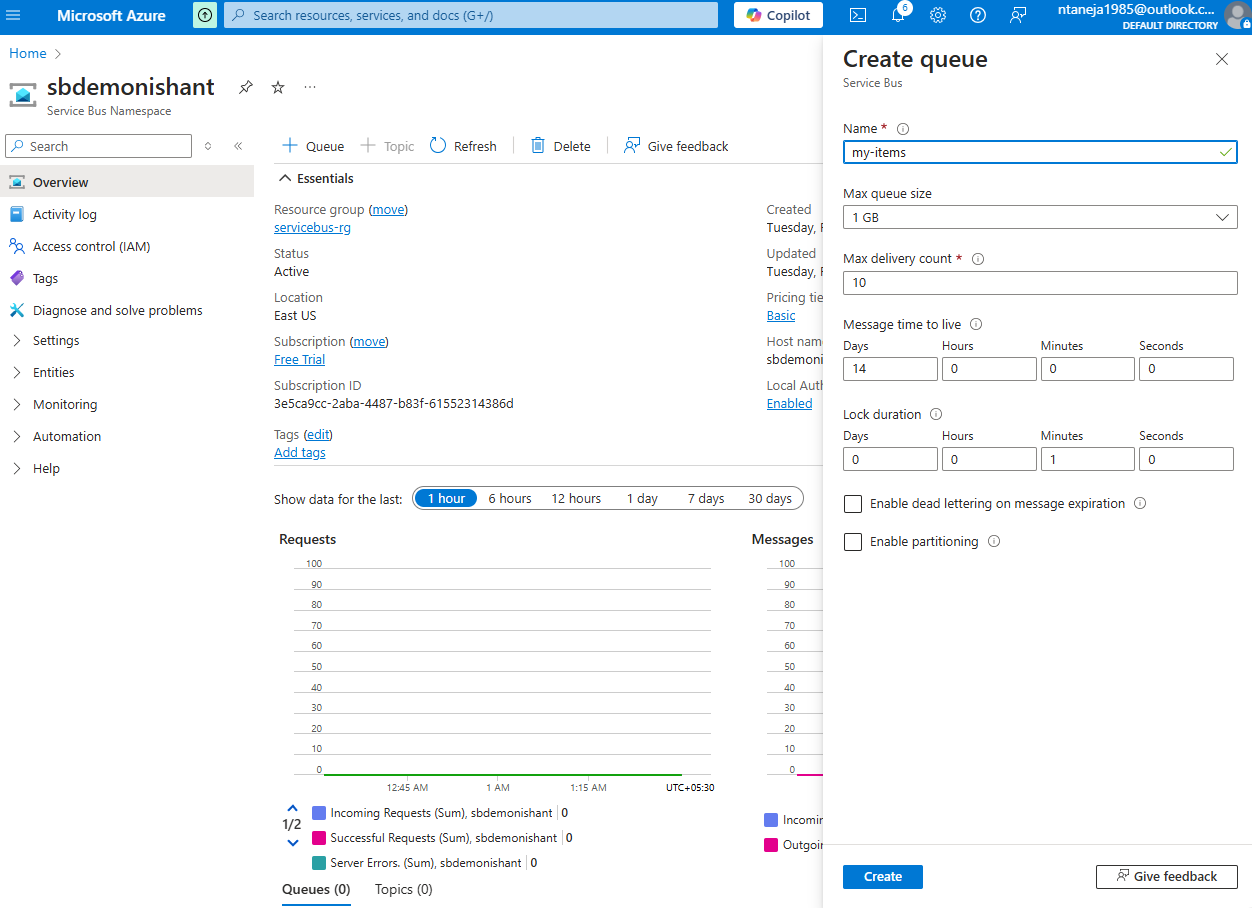 Microsoft Azure
Search resources, services, and docs (G+/)
Copilot
6
ntaneja1985@outlook.c...
DEFAULT DIRECTORY
Home
sbdemonishant
Service Bus Namespace
Search
Overview
Activity log
Access control (IAM)
Tags
Diagnose and solve problems
Settings
Entities
Monitoring
Automation
Help
Queue
Topic
Refresh
Delete
Give feedback
Essentials
Resource group (move)
servicebus-rg
Status
Active
Location
East US
Subscription (move)
Free Trial
Subscription ID
3e5ca9cc-2aba-4487-b83f-61552314386d
Tags (edit)
Add tags
Created
Tuesday, F
Updated
Tuesday, F
Pricing tie
Basic
Host nam
sbdemoni
Local Auth
Enabled
Show data for the last:
1 hour
6 hours
12 hours
1 day
7 days
30 days
Requests
100
90
80
70
60
50
40
30
20
10
0
12:45 AM
1 AM
1:15 AM
UTC+05:30
1/2
Incoming Requests (Sum), sbdemonishant
0
Successful Requests (Sum), sbdemonishant
0
Server Errors. (Sum), sbdemonishant
0
Messages
100
90
80
70
60
50
40
30
20
10
0
Incomin
Outgoin
Queues (0)
Topics (0)
Create queue
Service Bus
Name *
my-items
Max queue size
1 GB
Max delivery count *
10
Message time to live
Days
Hours
Minutes
Seconds
14
0
0
0
Lock duration
Days
Hours
Minutes
Seconds
0
0
1
0
Enable dead lettering on message expiration
Enable partitioning
Create
Give feedback